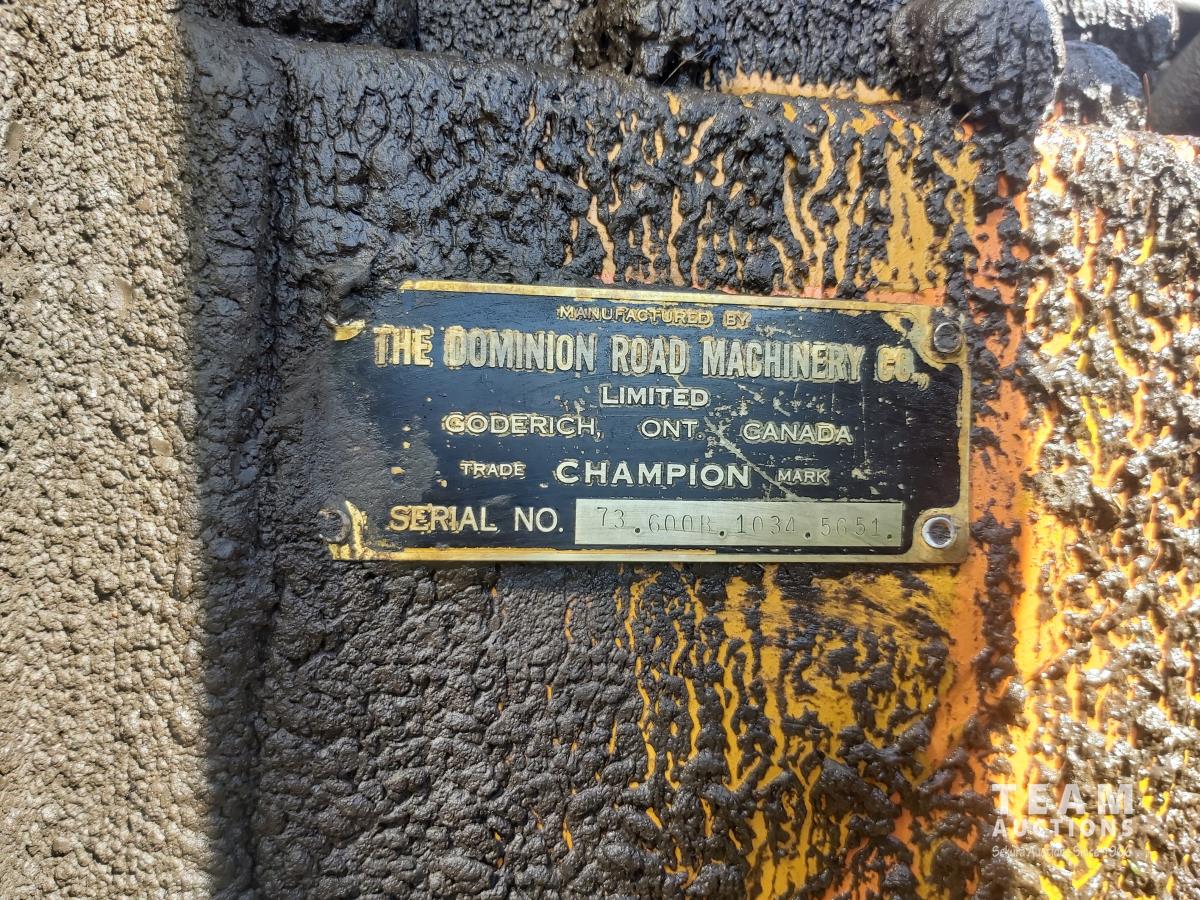 MANUFACTURED BY
THE DOMINION ROAD MACHINERY CO.,
LIMITED
GODERICH, ONT. CANADA
TRADE CHAMPION MARK
SERIAL NO. 73.600B.1034.5651.
TEAM
AUCTIONS